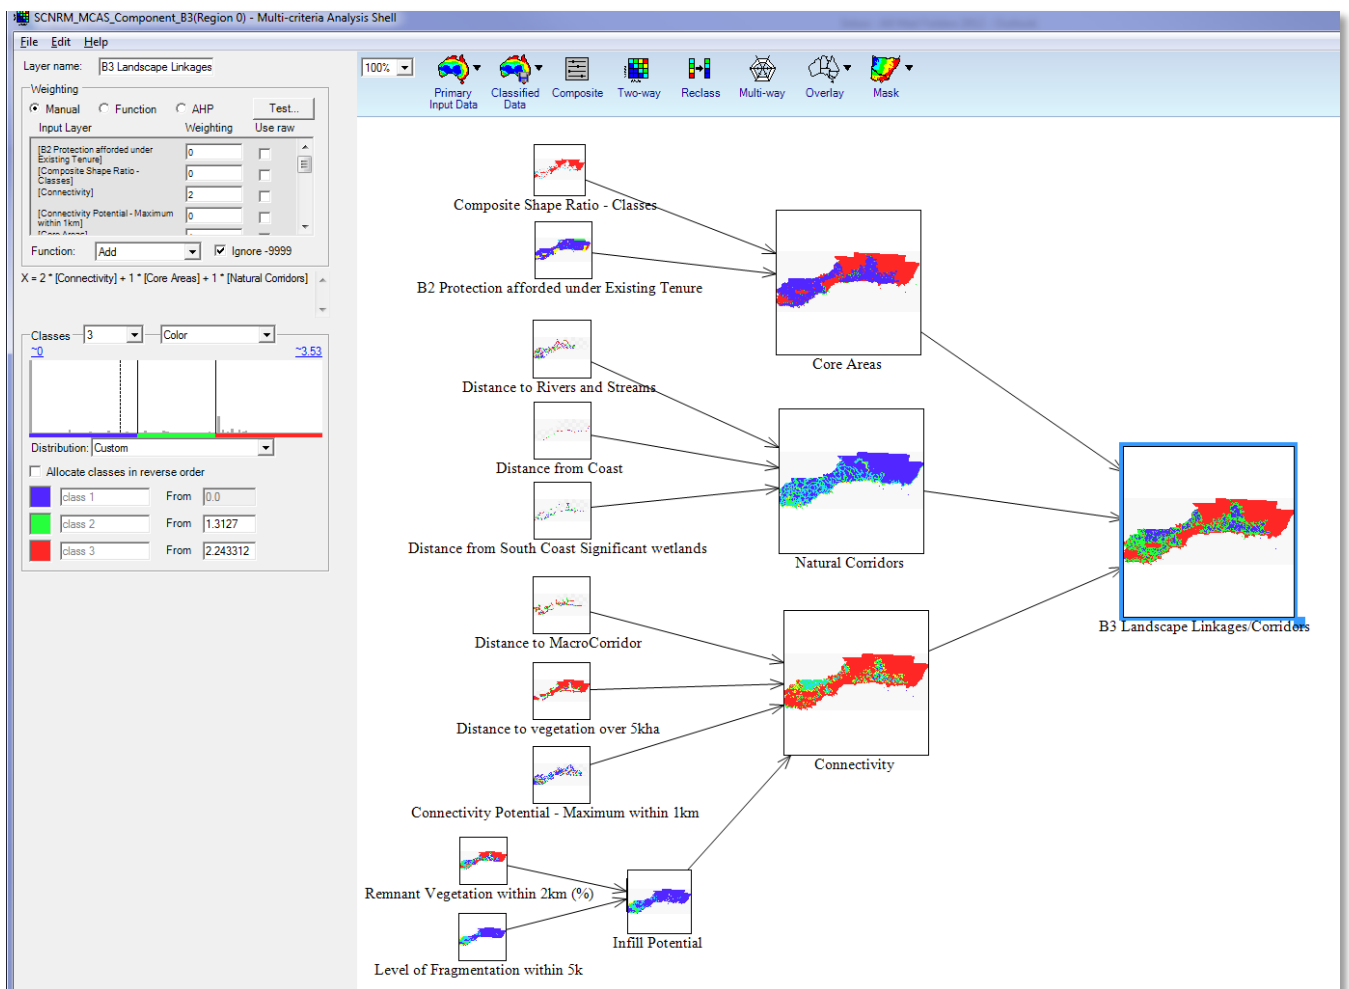 SCNRM_MCAS_Component_B3(Region 0) - Multi-criteria Analysis Shell
File Edit Help
Layer name: B3 Landscape Linkages
Weighting
Manual Function AHP Test...
Input Layer Weighting Use raw
[B2 Protection afforded under
Existing Tenure] 0
[Composite Shape Ratio -
Classes] 0
[Connectivity] 2
[Connectivity Potential - Maximum
within 1km] 0
[Core Areas]
Function: Add Ignore -9999
X = 2 * [Connectivity] + 1 * [Core Areas] + 1 * [Natural Corridors]
Classes 3 Color
~0 ~3.53
Distribution: Custom
Allocate classes in reverse order
class 1 From 0.0
class 2 From 1.3127
class 3 From 2.243312
100%
Primary
Input Data
Classified
Data
Composite
Two-way
Reclass
Multi-way
Overlay
Mask
Composite Shape Ratio - Classes
B2 Protection afforded under Existing Tenure
Core Areas
Distance to Rivers and Streams
Distance from Coast
Distance from South Coast Significant wetlands
Natural Corridors
Distance to MacroCorridor
Distance to vegetation over 5kha
Connectivity Potential - Maximum within 1km
Connectivity
Remnant Vegetation within 2km (%)
Level of Fragmentation within 5k
Infill Potential
B3 Landscape Linkages/Corridors